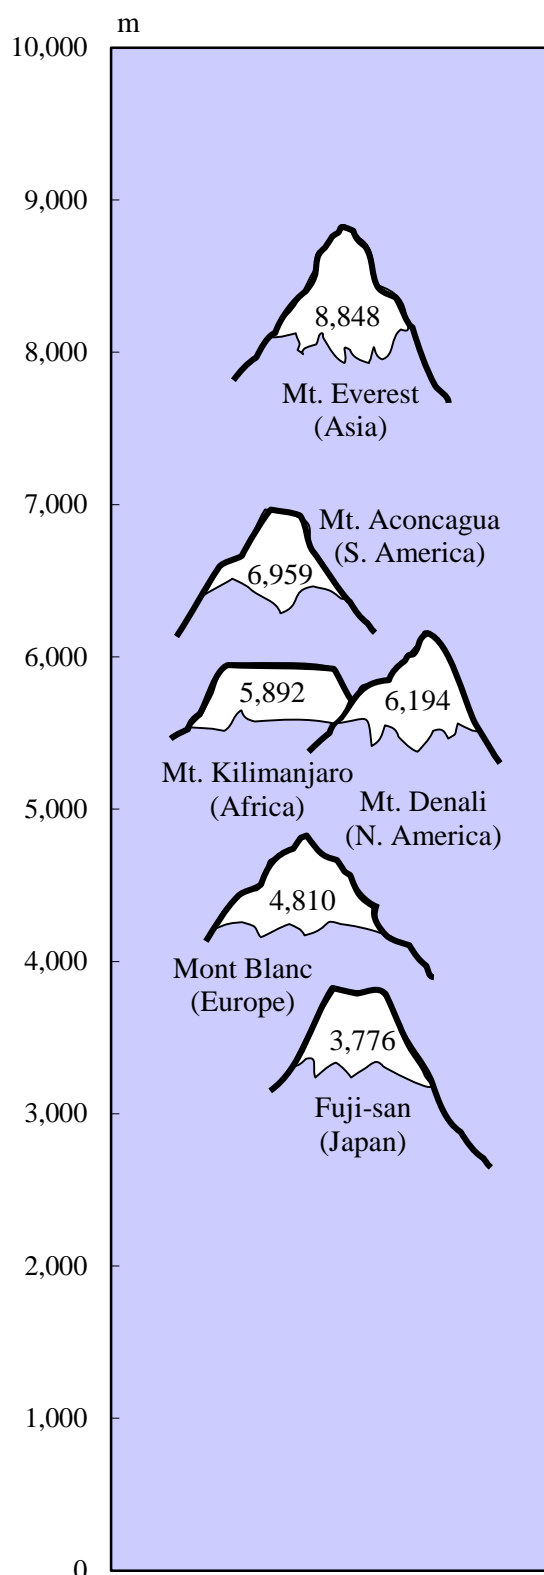 m
10,000
9,000
8,848
8,000
Mt. Everest
(Asia)
7,000
Mt. Aconcagua
(S. America)
6,959
6,000
5,892
6,194
Mt. Kilimanjaro
(Africa)
5,000
Mt. Denali
(N. America)
4,810
4,000
Mont Blanc
(Europe)
3,776
3,000
Fuji-san
(Japan)
2,000
1,000
0